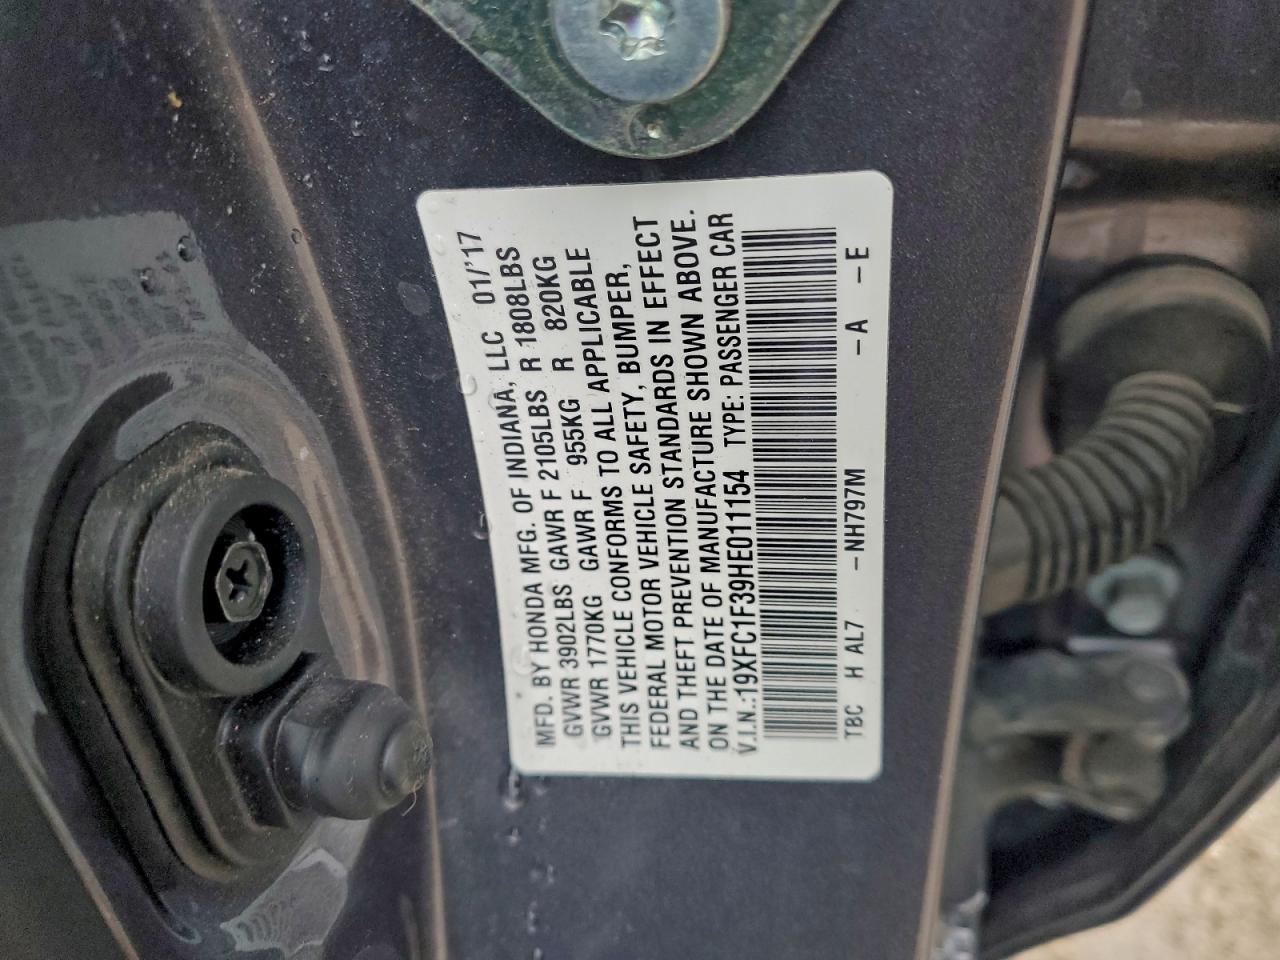 MFD. BY HONDA MFG. OF INDIANA, LLC 01/'17
GVWR 3902LBS GAWR F 2105LBS R 1808LBS
GVWR 1770KG GAWR F 955KG R 820KG
THIS VEHICLE CONFORMS TO ALL APPLICABLE
FEDERAL MOTOR VEHICLE SAFETY, BUMPER,
AND THEFT PREVENTION STANDARDS IN EFFECT
ON THE DATE OF MANUFACTURE SHOWN ABOVE.
V.I.N.:19XFC1F39HE011154 TYPE: PASSENGER CAR
TBC H AL7 -NH797M -A -E